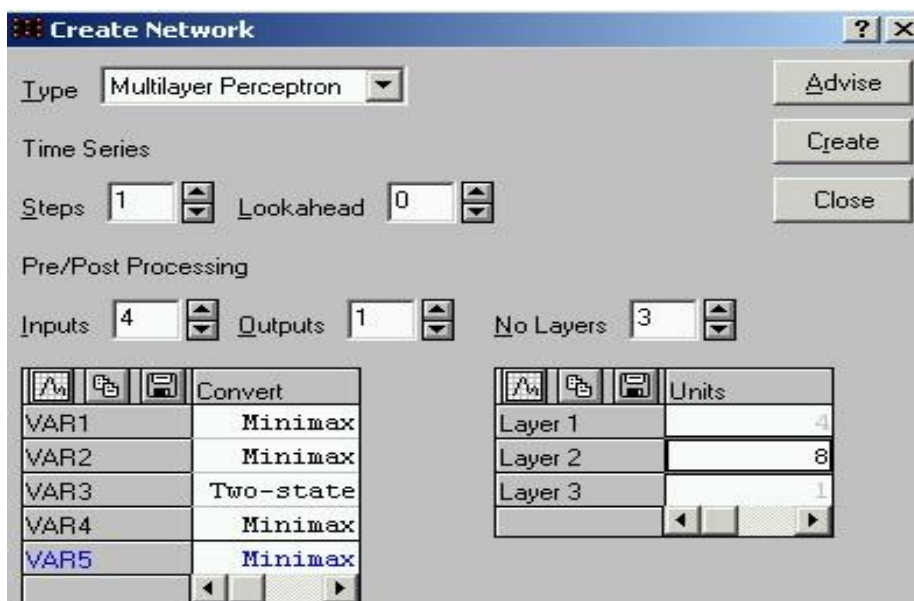 Create Network
Type Multilayer Perceptron Advise
Time Series Create
Steps 1 Lookahead 0 Close
Pre/Post Processing
Inputs 4 Outputs 1 No Layers 3
Convert Units
VAR1 Minimax Layer 1 4
VAR2 Minimax Layer 2 8
VAR3 Two-state Layer 3 1
VAR4 Minimax
VAR5 Minimax